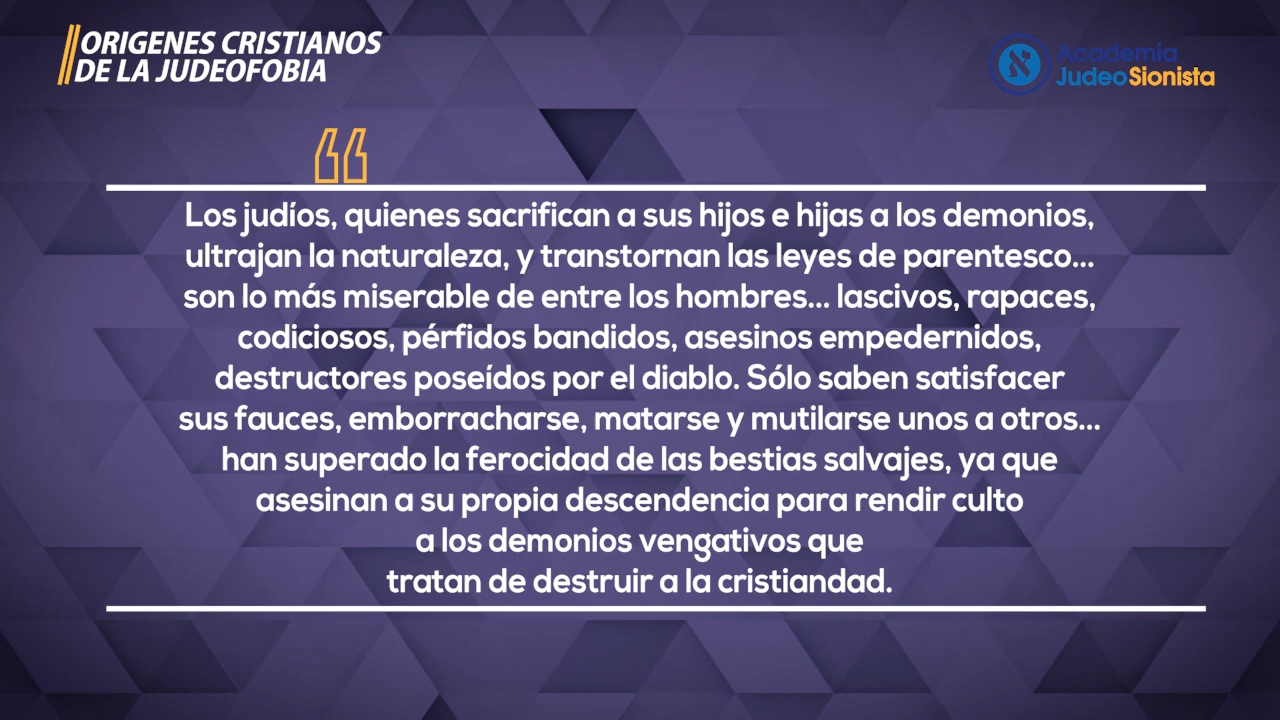 ORIGENES CRISTIANOS
DE LA JUDEOFOBIA
Academia
JudeoSionista
“
Los judíos, quienes sacrifican a sus hijos e hijas a los demonios,
ultrajan la naturaleza, y transtornan las leyes de parentesco...
son lo más miserable de entre los hombres... lascivos, rapaces,
codiciosos, pérfidos bandidos, asesinos empedernidos,
destructores poseídos por el diablo. Sólo saben satisfacer
sus fauces, emborracharse, matarse y mutilarse unos a otros...
han superado la ferocidad de las bestias salvajes, ya que
asesinan a su propia descendencia para rendir culto
a los demonios vengativos que
tratan de destruir a la cristiandad.